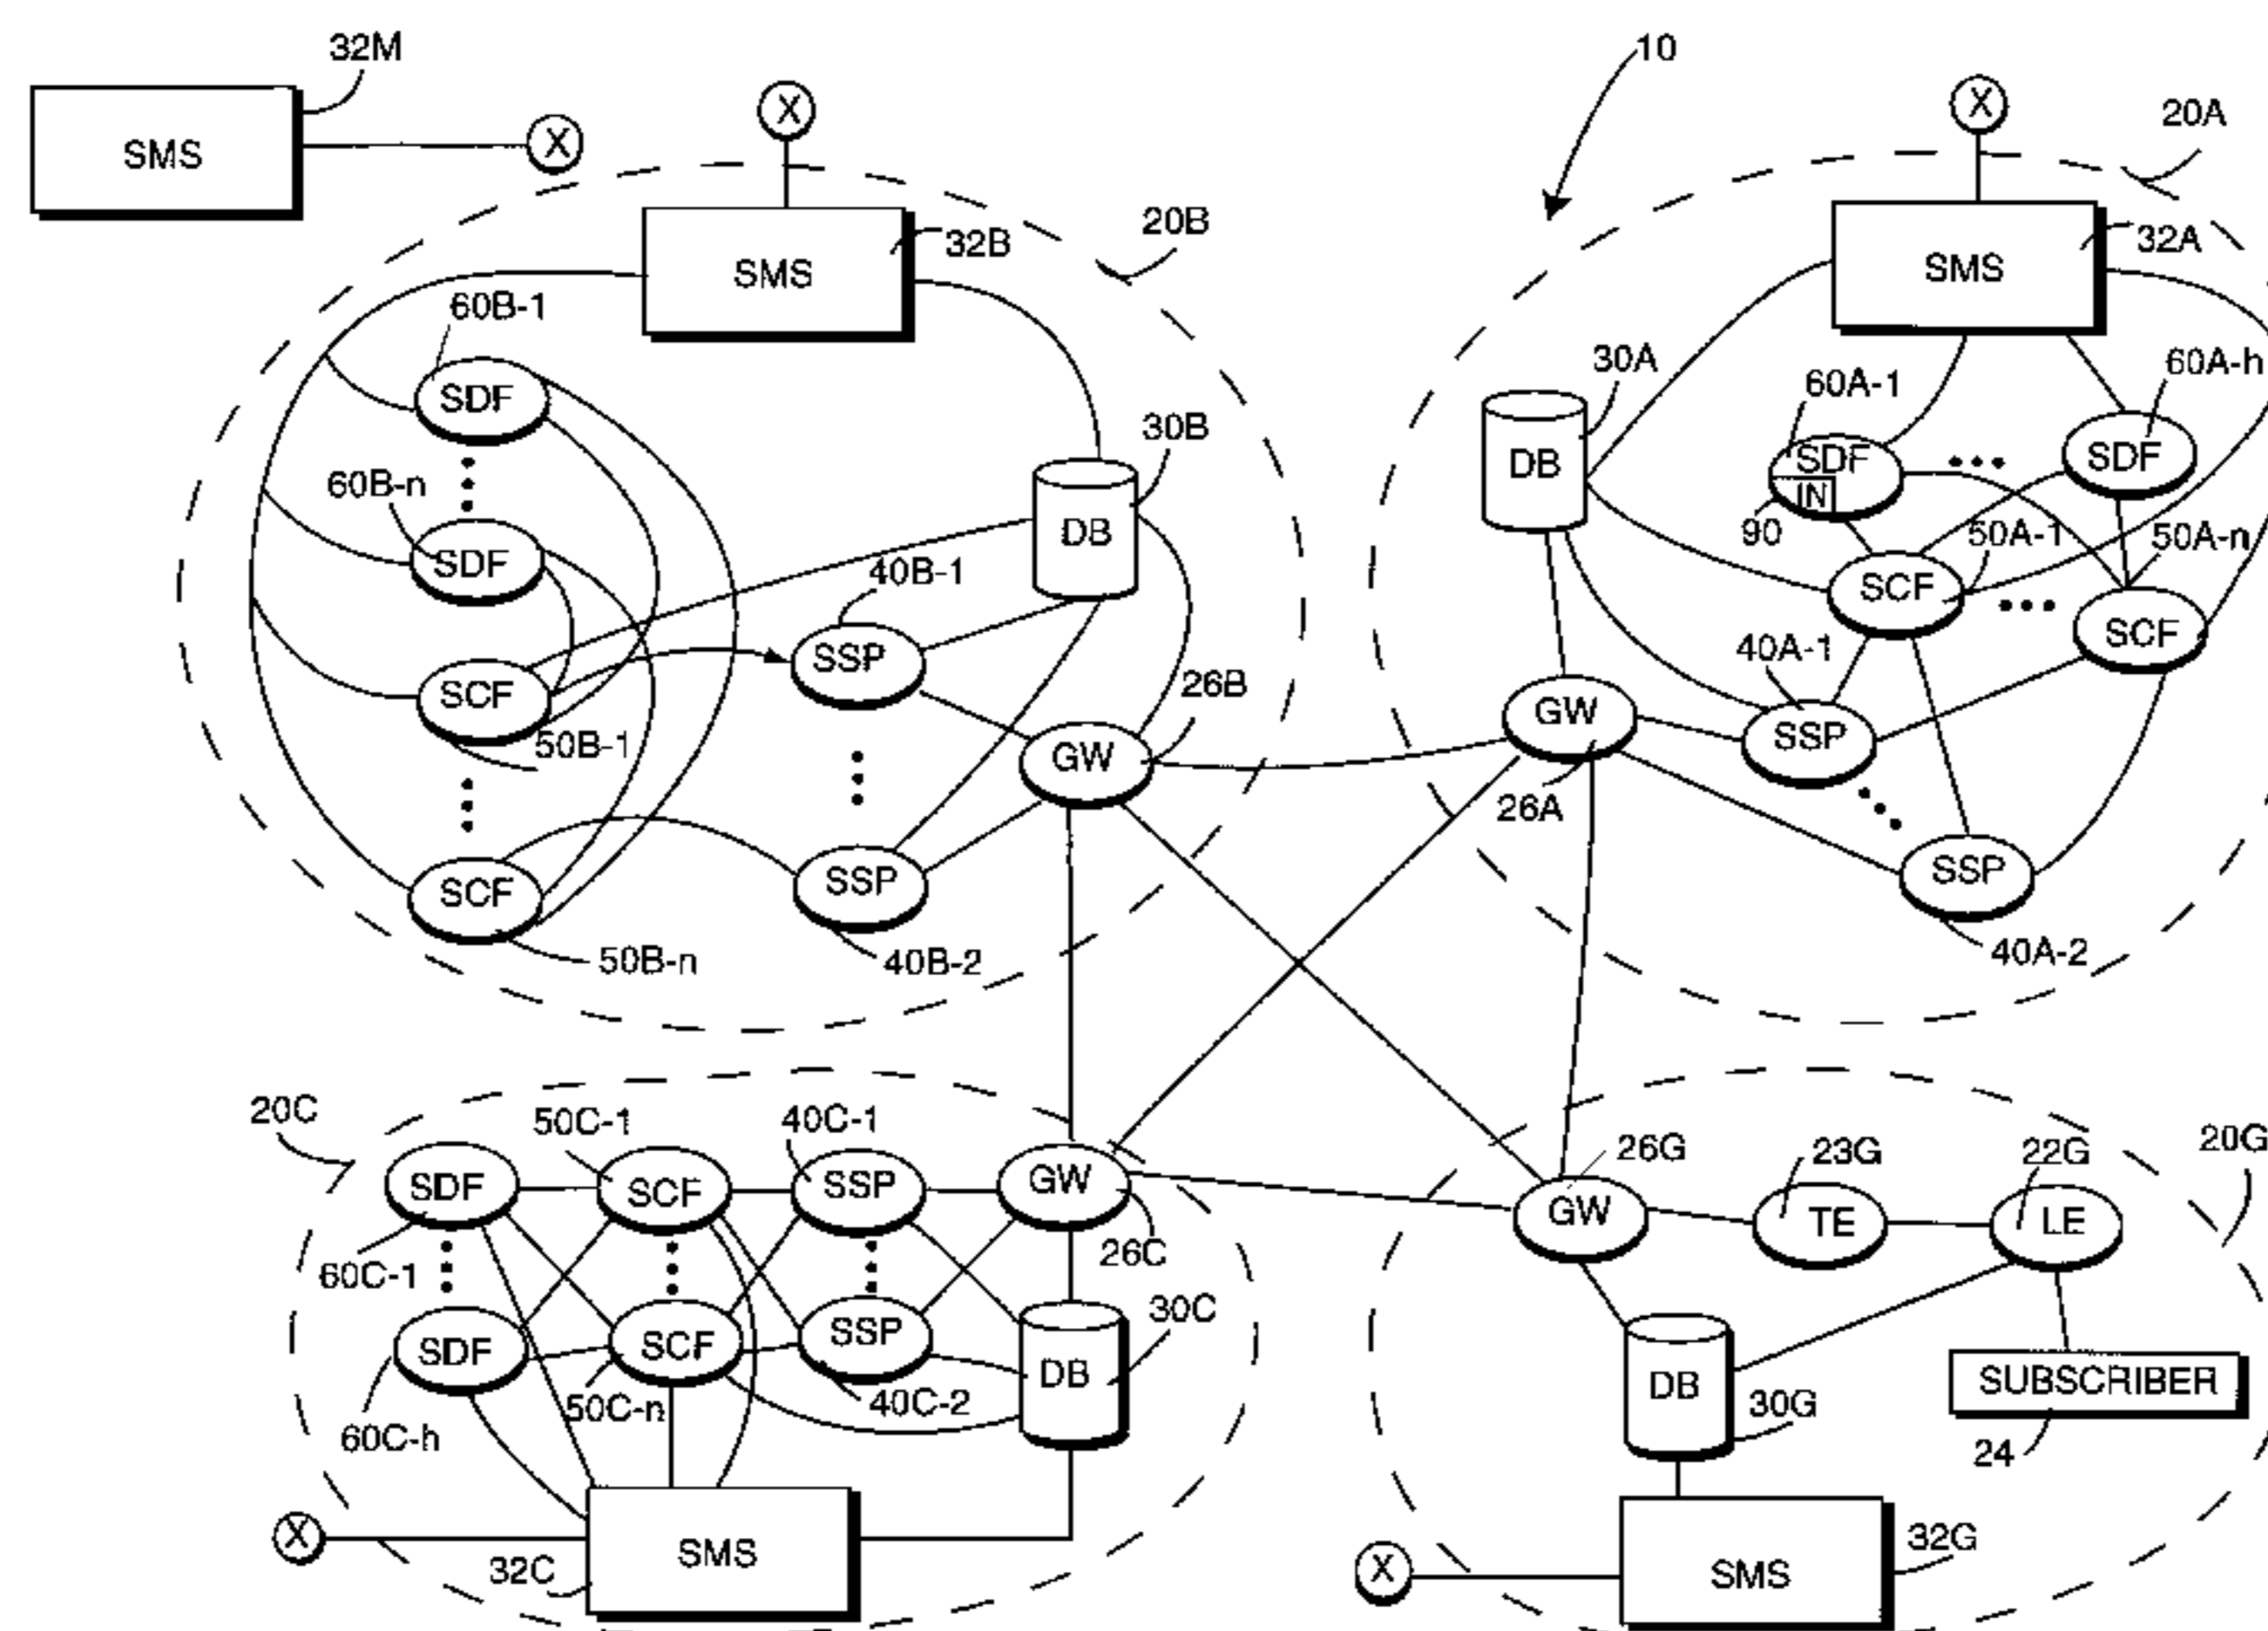 32M
SMS
X
X
10
X
20A
20B
32B
SMS
32A
SMS
60B-1
SDF
30A
60A-1
60A-h
DB
SDF
IN
SDF
90
60B-n
SDF
30B
DB
50A-1
50A-n
SCF
SCF
40B-1
SSP
40A-1
SCF
50B-1
26B
GW
GW
SSP
26A
SCF
50B-n
SSP
40B-2
SSP
40A-2
20C
50C-1
40C-1
SDF
SCF
SSP
GW
26G
23G
22G
20G
GW
TE
LE
60C-1
26C
30C
SDF
SCF
SSP
DB
60C-h
50C-n
40C-2
DB
30G
SUBSCRIBER
24
X
32C
SMS
X
SMS
32G